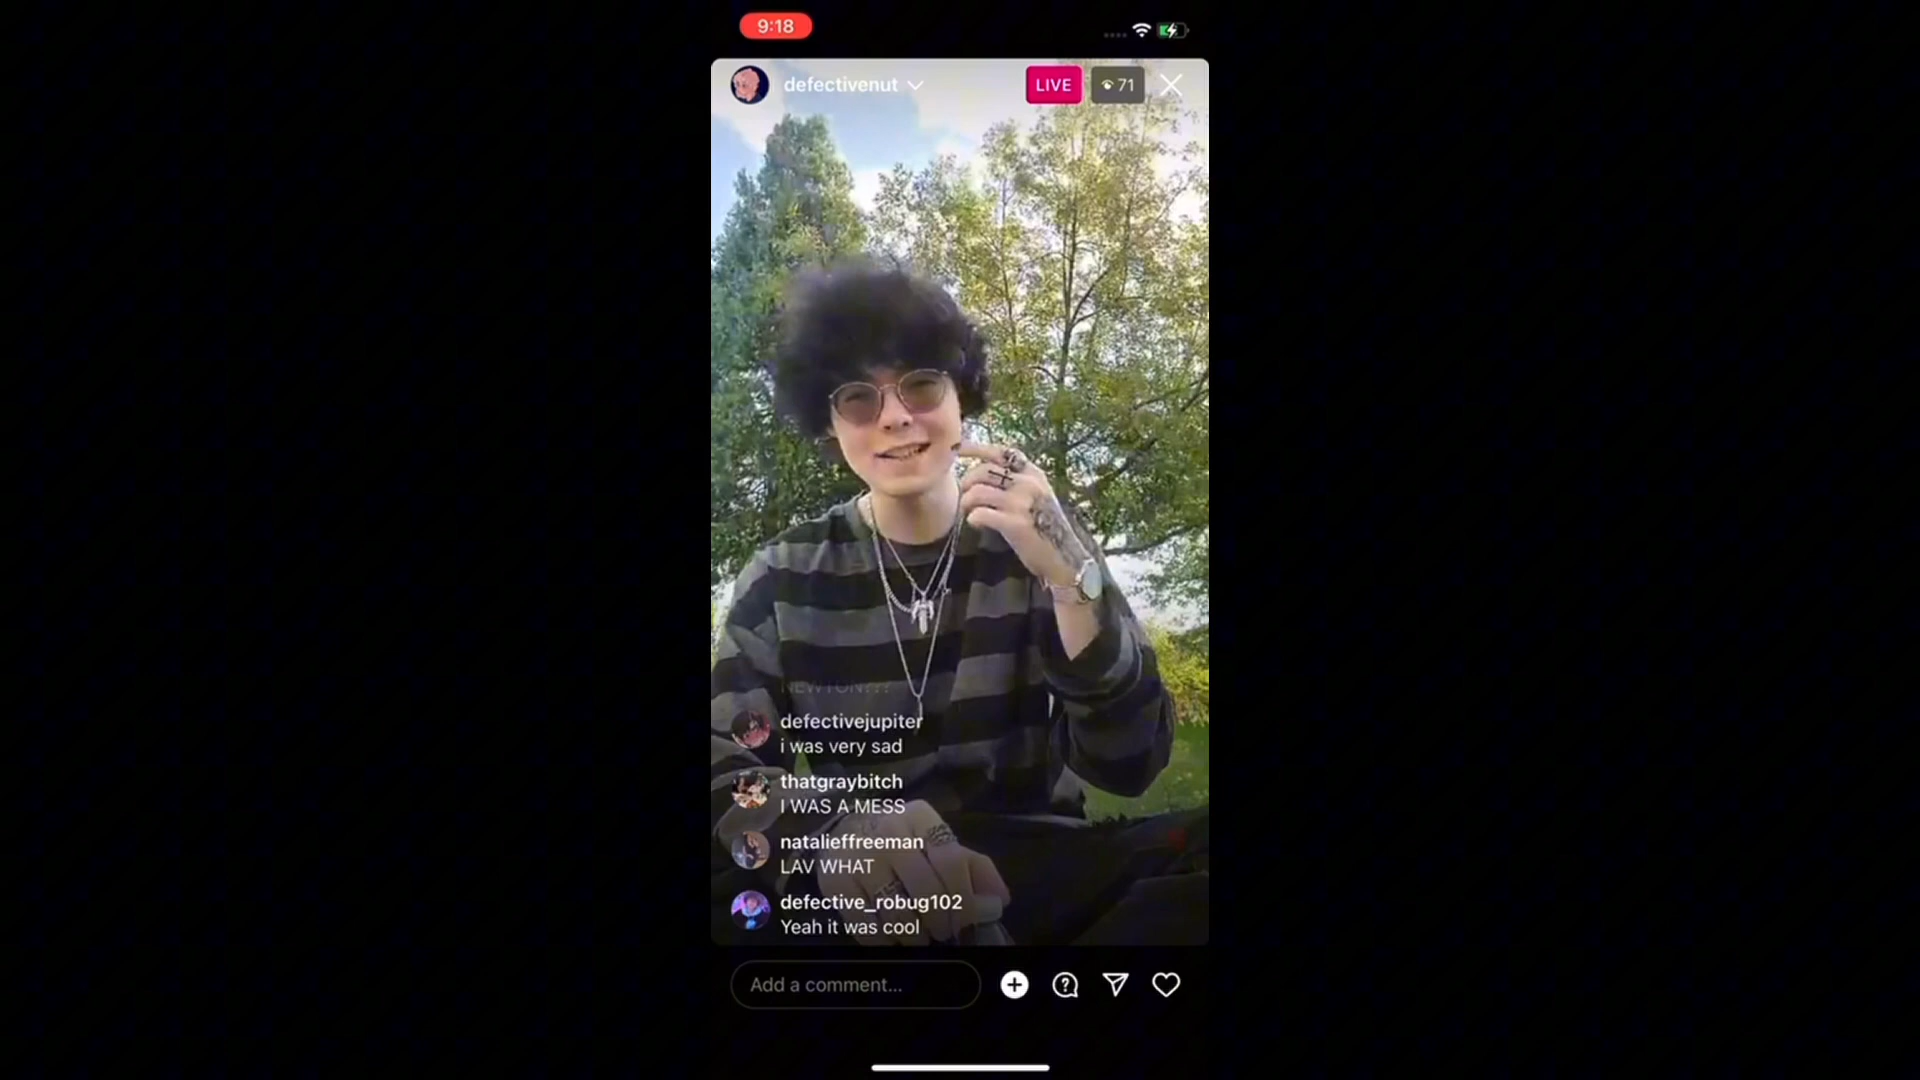 9:18
defectivenut
LIVE
71
NEWTON???
defectivejupiter
i was very sad
thatgraybitch
I WAS A MESS
natalieffreeman
LAV WHAT
defective_robug102
Yeah it was cool
Add a comment...